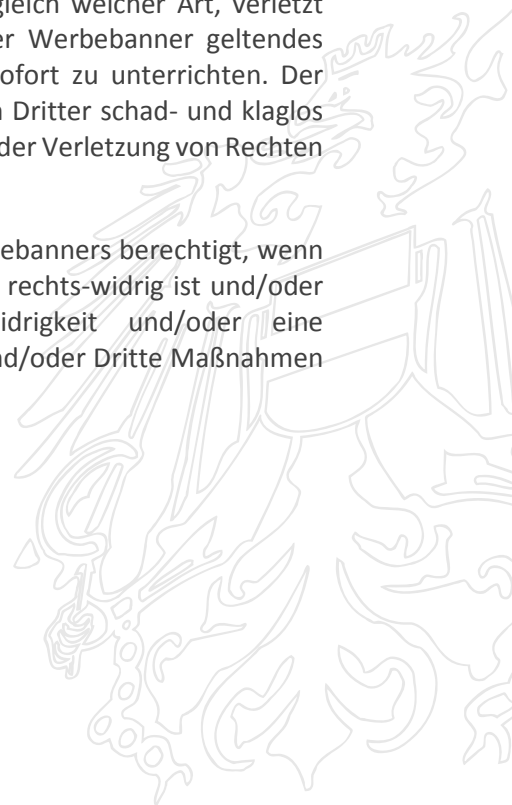 gleich welcher Art, verletzt
er Werbebanner geltendes
ofort zu unterrichten. Der
n Dritter schad- und klaglos
der Verletzung von Rechten
ebanners berechtigt, wenn
rechts-widrig ist und/oder
idrigkeit und/oder eine
nd/oder Dritte Maßnahmen